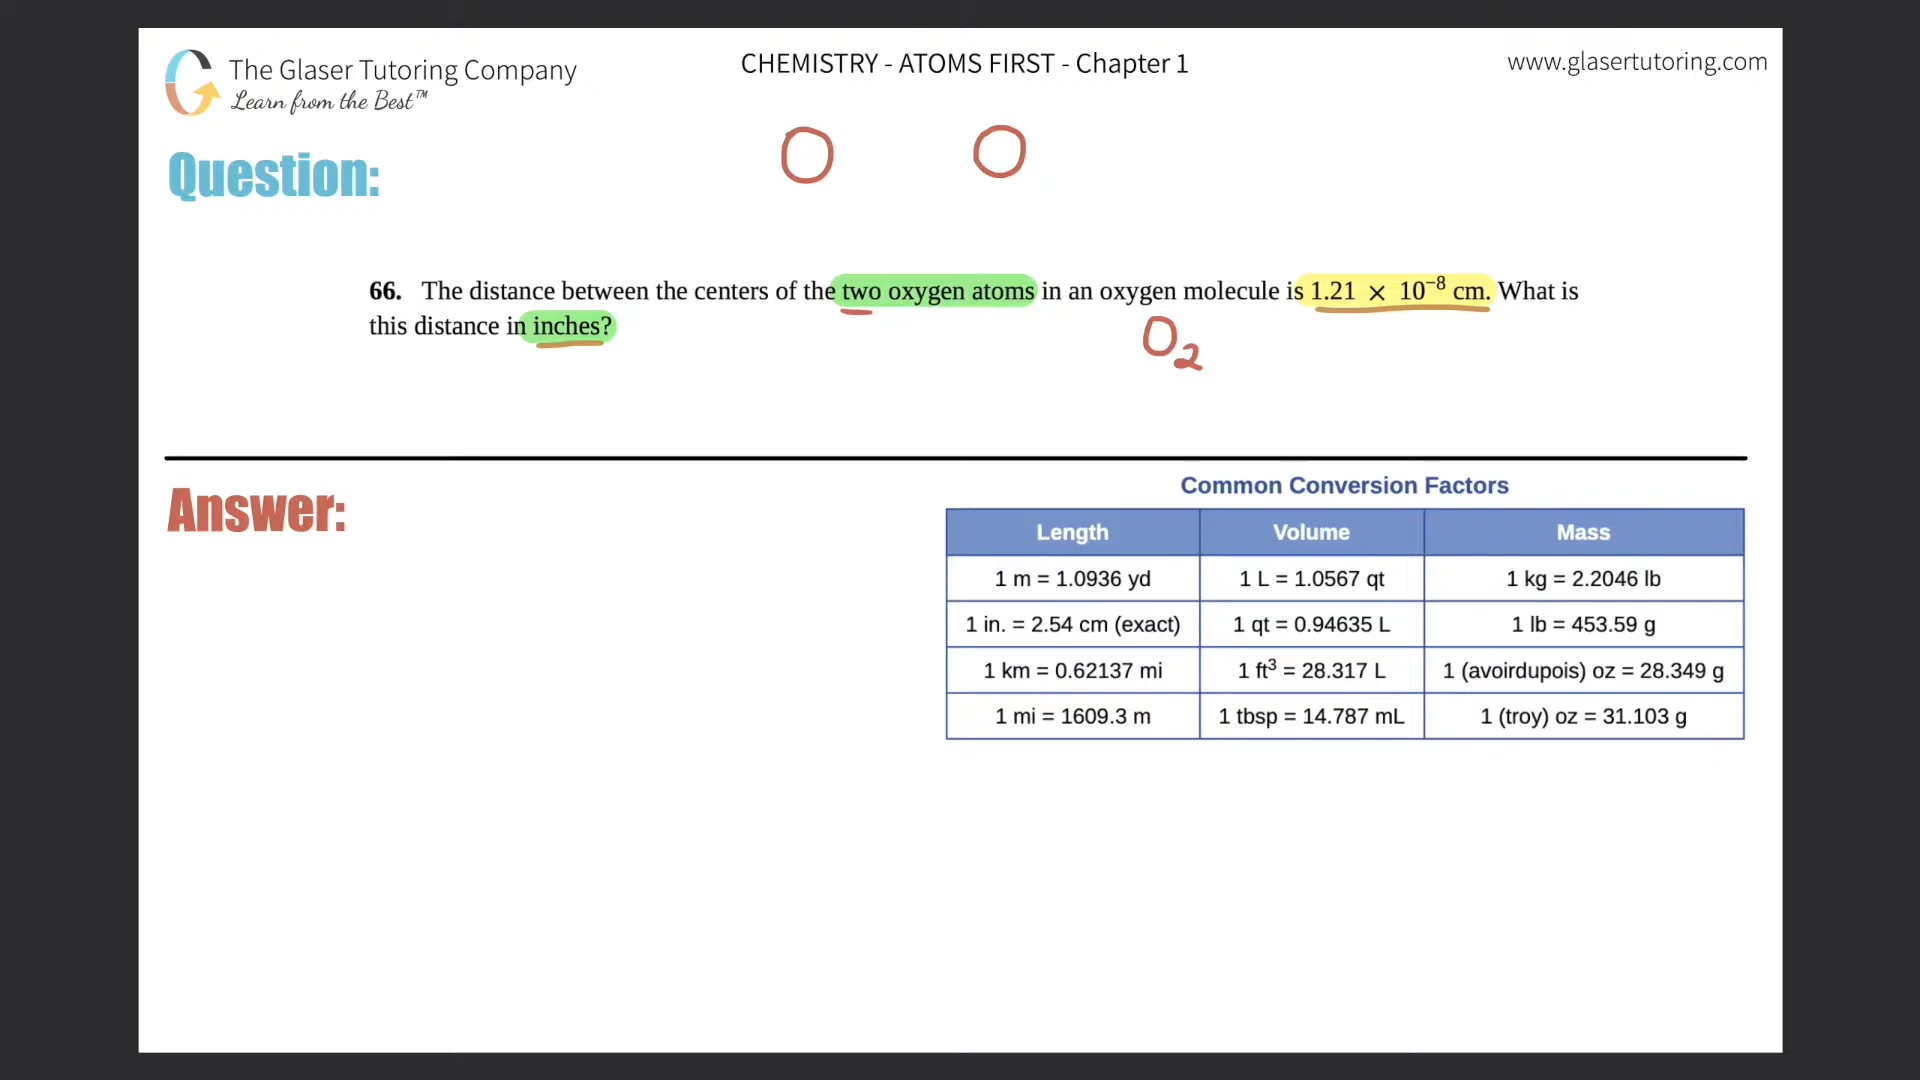 The Glaser Tutoring Company
Learn from the Best™
CHEMISTRY - ATOMS FIRST - Chapter 1
www.glasertutoring.com
O O
Question:
66. The distance between the centers of the two oxygen atoms in an oxygen molecule is 1.21 × 10⁻⁸ cm. What is
this distance in inches?
O₂
Answer:
Common Conversion Factors
Length Volume Mass
1 m = 1.0936 yd 1 L = 1.0567 qt 1 kg = 2.2046 lb
1 in. = 2.54 cm (exact) 1 qt = 0.94635 L 1 lb = 453.59 g
1 km = 0.62137 mi 1 ft³ = 28.317 L 1 (avoirdupois) oz = 28.349 g
1 mi = 1609.3 m 1 tbsp = 14.787 mL 1 (troy) oz = 31.103 g